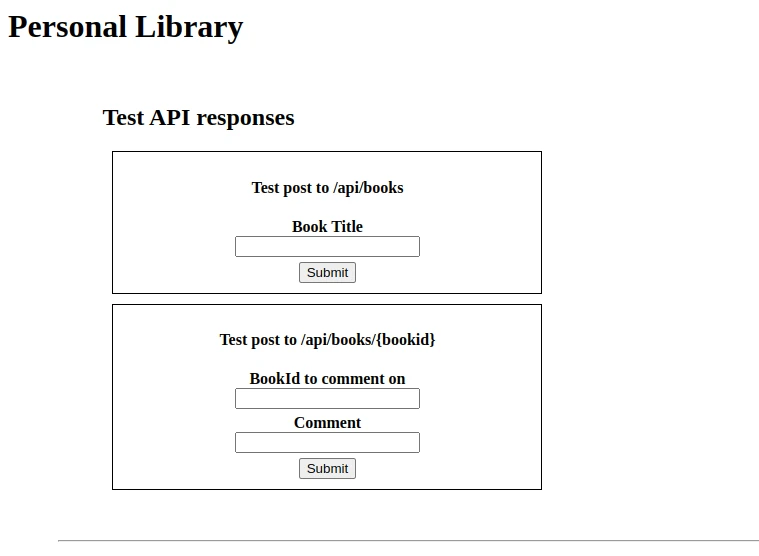 Personal Library
Test API responses
Test post to /api/books
Book Title
Submit
Test post to /api/books/{bookid}
BookId to comment on
Comment
Submit